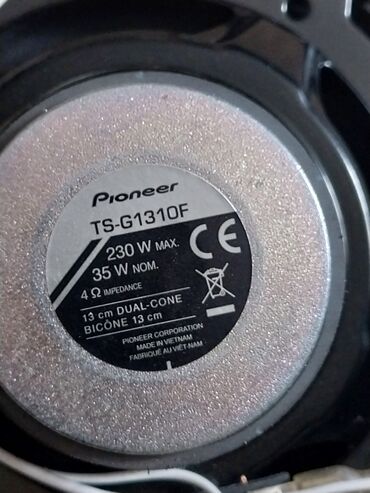 Pioneer
TS-G1310F
230 W MAX.
35 W NOM.
4 Ω IMPEDANCE
CE
13 cm DUAL-CONE
BICÔNE 13 cm
PIONEER CORPORATION
MADE IN VIETNAM
FABRIQUÉ AU VIÊT-NAM